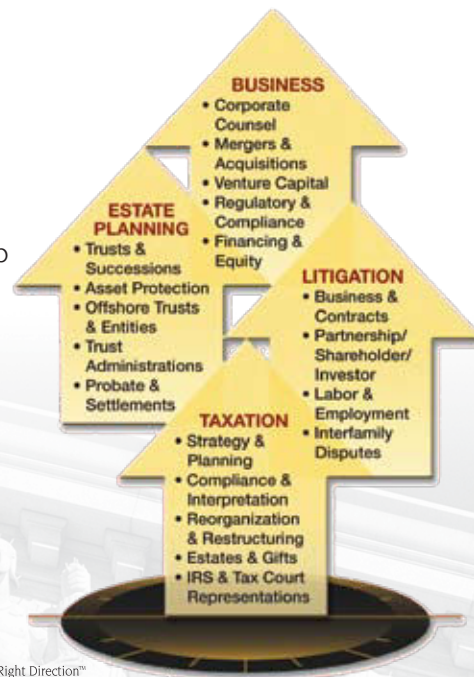 BUSINESS
• Corporate
Counsel
• Mergers &
Acquisitions
• Venture Capital
• Regulatory &
Compliance
• Financing &
Equity
ESTATE
PLANNING
• Trusts &
Successions
• Asset Protection
• Offshore Trusts
& Entities
• Trust
Administrations
• Probate &
Settlements
LITIGATION
• Business &
Contracts
• Partnership/
Shareholder/
Investor
• Labor &
Employment
• Interfamily
Disputes
TAXATION
• Strategy &
Planning
• Compliance &
Interpretation
• Reorganization
& Restructuring
• Estates & Gifts
• IRS & Tax Court
Representations
Right Direction™